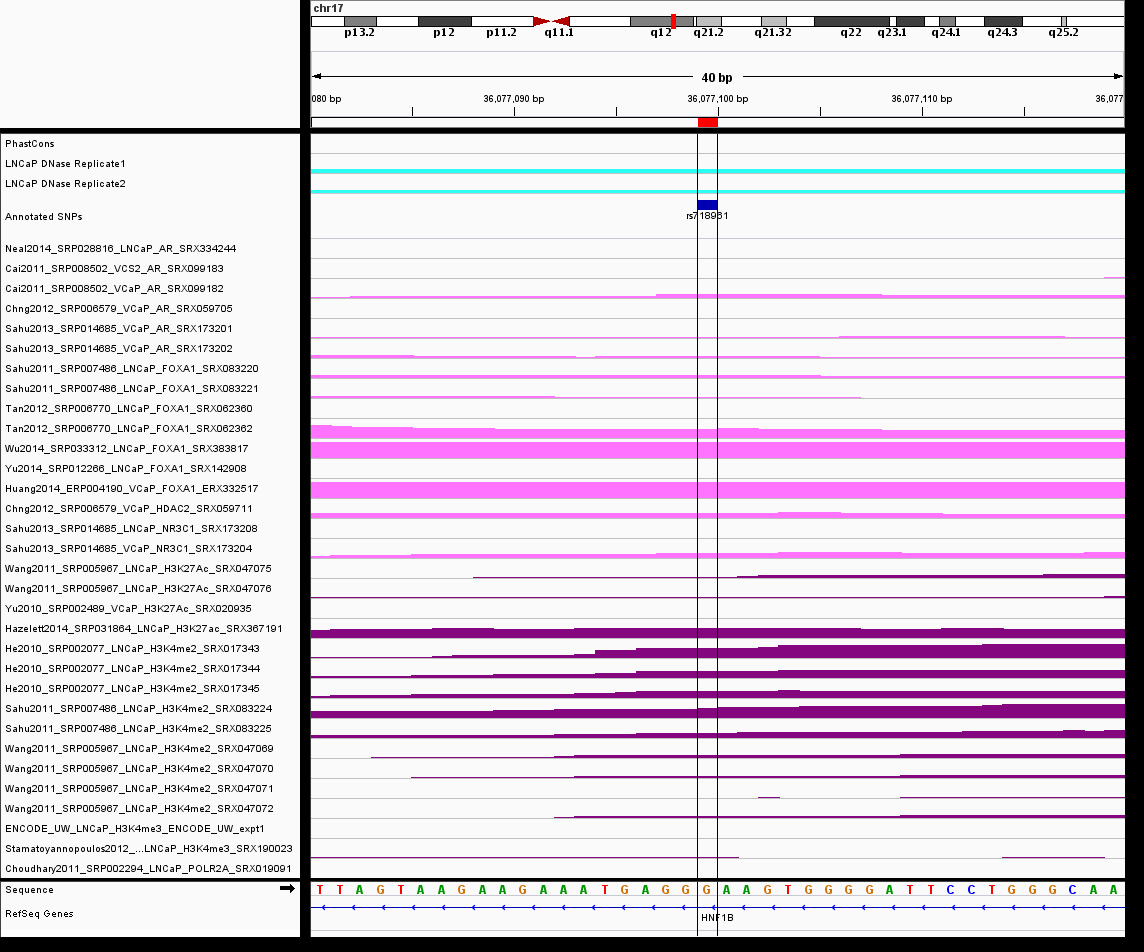 chr17
p13.2 p12 p11.2 q11.1 q12 q21.2 q21.32 q22 q23.1 q24.1 q24.3 q25.2
40 bp
080 bp 36,077,090 bp 36,077,100 bp 36,077,110 bp 36,077
PhastCons
LNCaP DNase Replicate1
LNCaP DNase Replicate2
Annotated SNPs
rs718961
Neal2014_SRP028816_LNCaP_AR_SRX334244
Cai2011_SRP008502_VCS2_AR_SRX099183
Cai2011_SRP008502_VCaP_AR_SRX099182
Chng2012_SRP006579_VCaP_AR_SRX059705
Sahu2013_SRP014685_VCaP_AR_SRX173201
Sahu2013_SRP014685_VCaP_AR_SRX173202
Sahu2011_SRP007486_LNCaP_FOXA1_SRX083220
Sahu2011_SRP007486_LNCaP_FOXA1_SRX083221
Tan2012_SRP006770_LNCaP_FOXA1_SRX062360
Tan2012_SRP006770_LNCaP_FOXA1_SRX062362
Wu2014_SRP033312_LNCaP_FOXA1_SRX383817
Yu2014_SRP012266_LNCaP_FOXA1_SRX142908
Huang2014_ERP004190_VCaP_FOXA1_ERX332517
Chng2012_SRP006579_VCaP_HDAC2_SRX059711
Sahu2013_SRP014685_LNCaP_NR3C1_SRX173208
Sahu2013_SRP014685_VCaP_NR3C1_SRX173204
Wang2011_SRP005967_LNCaP_H3K27Ac_SRX047075
Wang2011_SRP005967_LNCaP_H3K27Ac_SRX047076
Yu2010_SRP002489_VCaP_H3K27Ac_SRX020935
Hazelett2014_SRP031864_LNCaP_H3K27ac_SRX367191
He2010_SRP002077_LNCaP_H3K4me2_SRX017343
He2010_SRP002077_LNCaP_H3K4me2_SRX017344
He2010_SRP002077_LNCaP_H3K4me2_SRX017345
Sahu2011_SRP007486_LNCaP_H3K4me2_SRX083224
Sahu2011_SRP007486_LNCaP_H3K4me2_SRX083225
Wang2011_SRP005967_LNCaP_H3K4me2_SRX047069
Wang2011_SRP005967_LNCaP_H3K4me2_SRX047070
Wang2011_SRP005967_LNCaP_H3K4me2_SRX047071
Wang2011_SRP005967_LNCaP_H3K4me2_SRX047072
ENCODE_UW_LNCaP_H3K4me3_ENCODE_UW_expt1
Stamatoyannopoulos2012_...LNCaP_H3K4me3_SRX190023
Choudhary2011_SRP002294_LNCaP_POLR2A_SRX019091
Sequence T T A G T A A G A A G A A A T G A G G G A A G T G G G G A T T C C T G G G C A A
RefSeq Genes
HNF1B